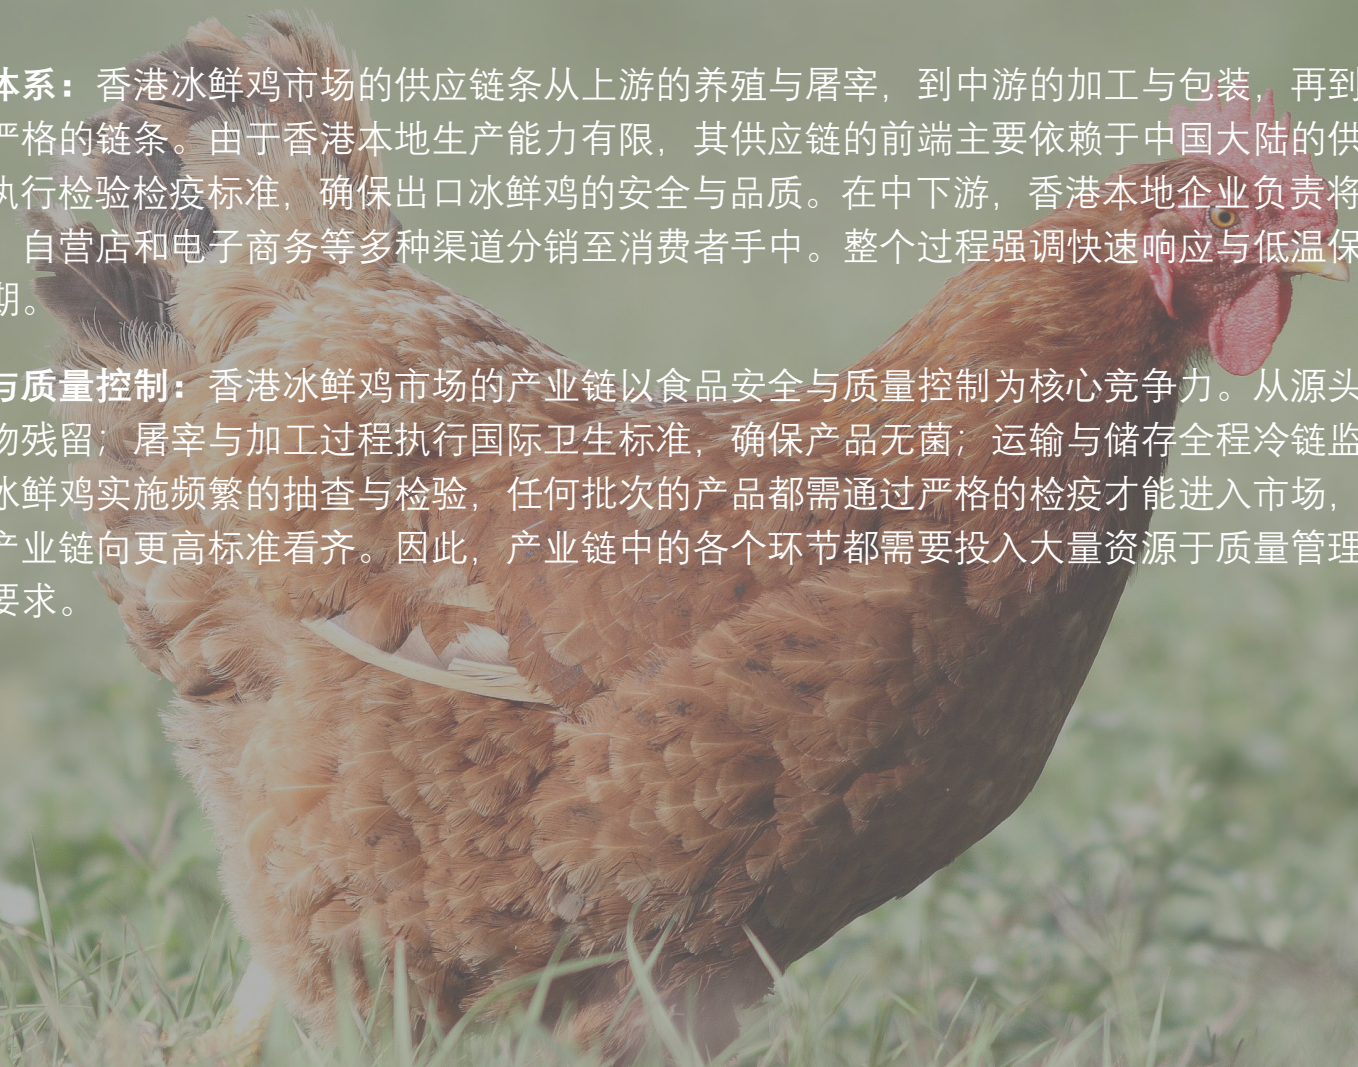 体系：香港冰鲜鸡市场的供应链条从上游的养殖与屠宰，到中游的加工与包装，再到
严格的链条。由于香港本地生产能力有限，其供应链的前端主要依赖于中国大陆的供
执行检验检疫标准，确保出口冰鲜鸡的安全与品质。在中下游，香港本地企业负责将
，自营店和电子商务等多种渠道分销至消费者手中。整个过程强调快速响应与低温保
期。
与质量控制：香港冰鲜鸡市场的产业链以食品安全与质量控制为核心竞争力。从源头
物残留；屠宰与加工过程执行国际卫生标准，确保产品无菌；运输与储存全程冷链监
冰鲜鸡实施频繁的抽查与检验，任何批次的产品都需通过严格的检疫才能进入市场，
产业链向更高标准看齐。因此，产业链中的各个环节都需要投入大量资源于质量管理
要求。